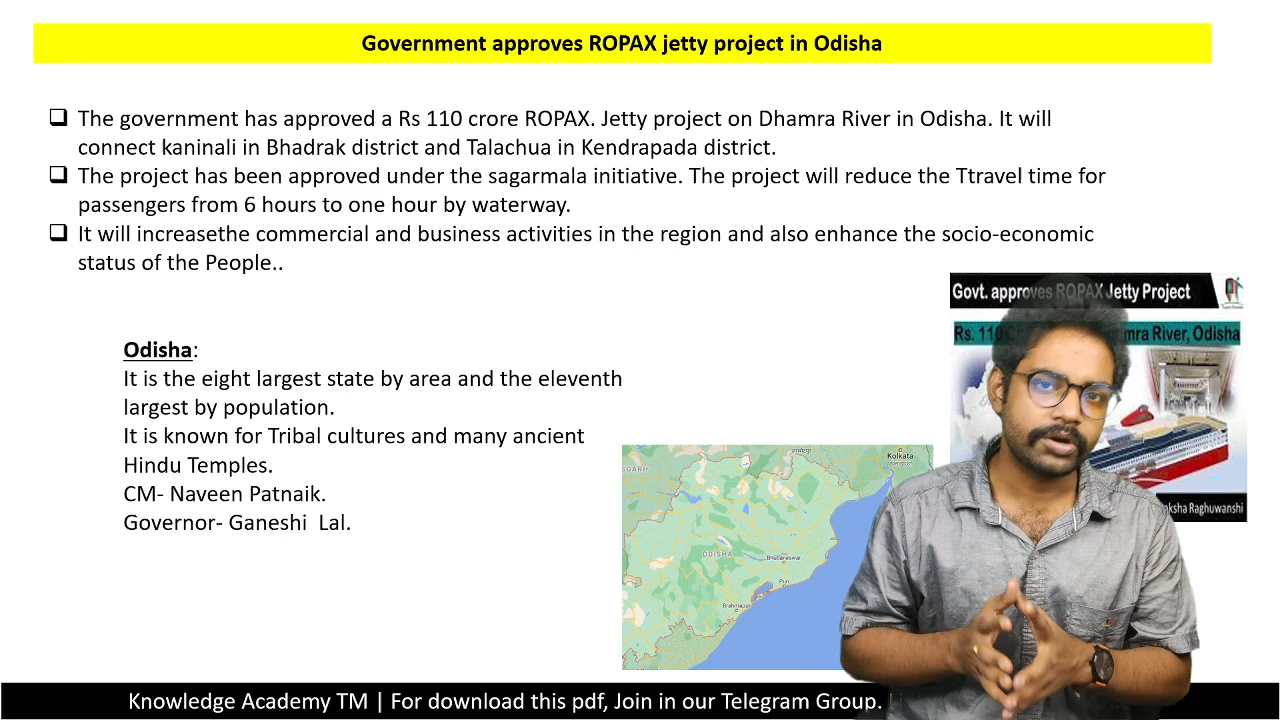 Government approves ROPAX jetty project in Odisha
The government has approved a Rs 110 crore ROPAX. Jetty project on Dhamra River in Odisha. It will
connect kaninali in Bhadrak district and Talachua in Kendrapada district.
The project has been approved under the sagarmala initiative. The project will reduce the Ttravel time for
passengers from 6 hours to one hour by waterway.
It will increasethe commercial and business activities in the region and also enhance the socio-economic
status of the People..
Govt. approves ROPAX Jetty Project
Rs. 110 mra River, Odisha
Odisha:
It is the eight largest state by area and the eleventh
largest by population.
It is known for Tribal cultures and many ancient
Hindu Temples.
CM- Naveen Patnaik.
Governor- Ganeshi Lal.
Kolkata
ODISHA
Bhubaneswar
Puri
Brahmapur
Raghuwanshi
Knowledge Academy TM | For download this pdf, Join in our Telegram Group.